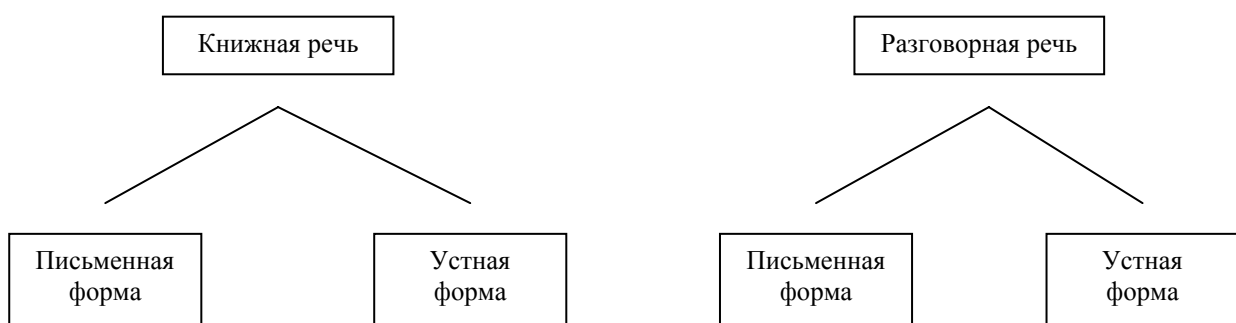 Книжная речь
Разговорная речь
Письменная
форма
Устная
форма
Письменная
форма
Устная
форма